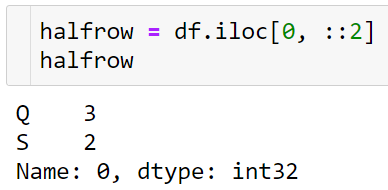 halfrow = df.iloc[0, ::2]
halfrow
Q    3
S    2
Name: 0, dtype: int32